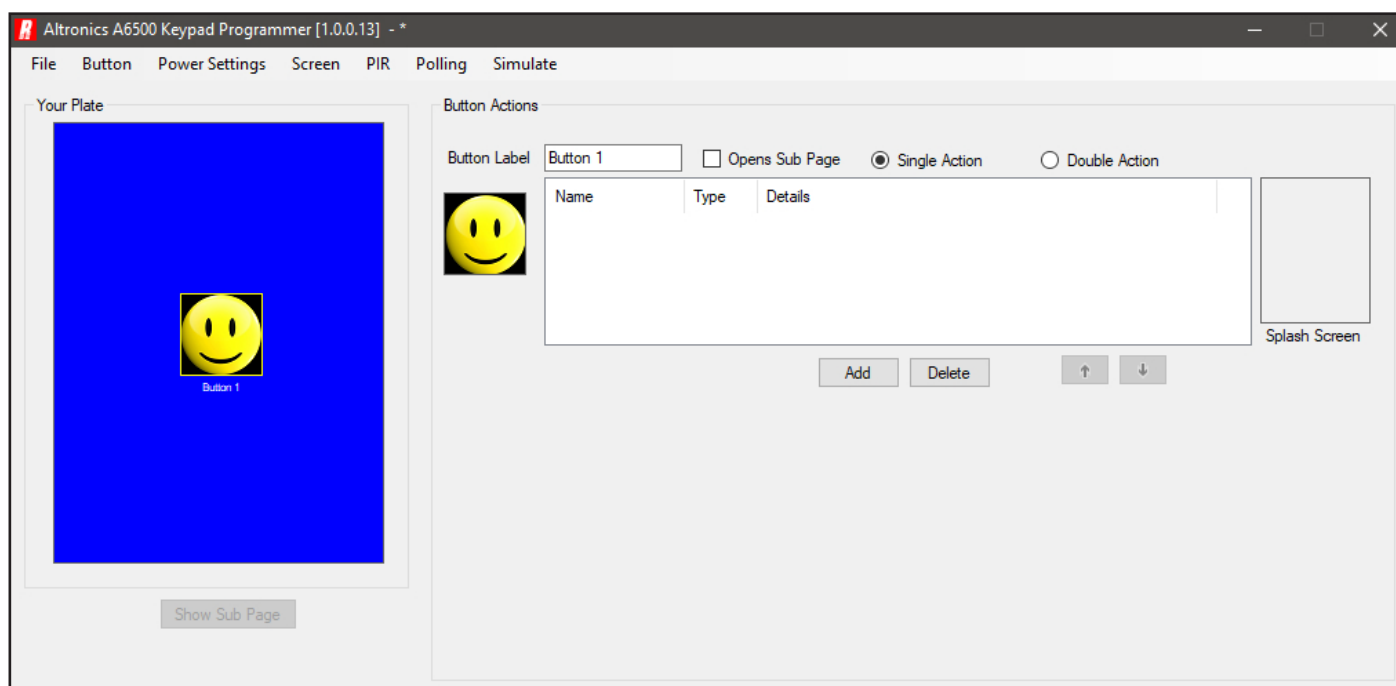 R Altronics A6500 Keypad Programmer [1.0.0.13] - *
File Button Power Settings Screen PIR Polling Simulate
Your Plate
Button 1
Show Sub Page
Button Actions
Button Label Button 1 Opens Sub Page Single Action Double Action
Name Type Details
Splash Screen
Add Delete